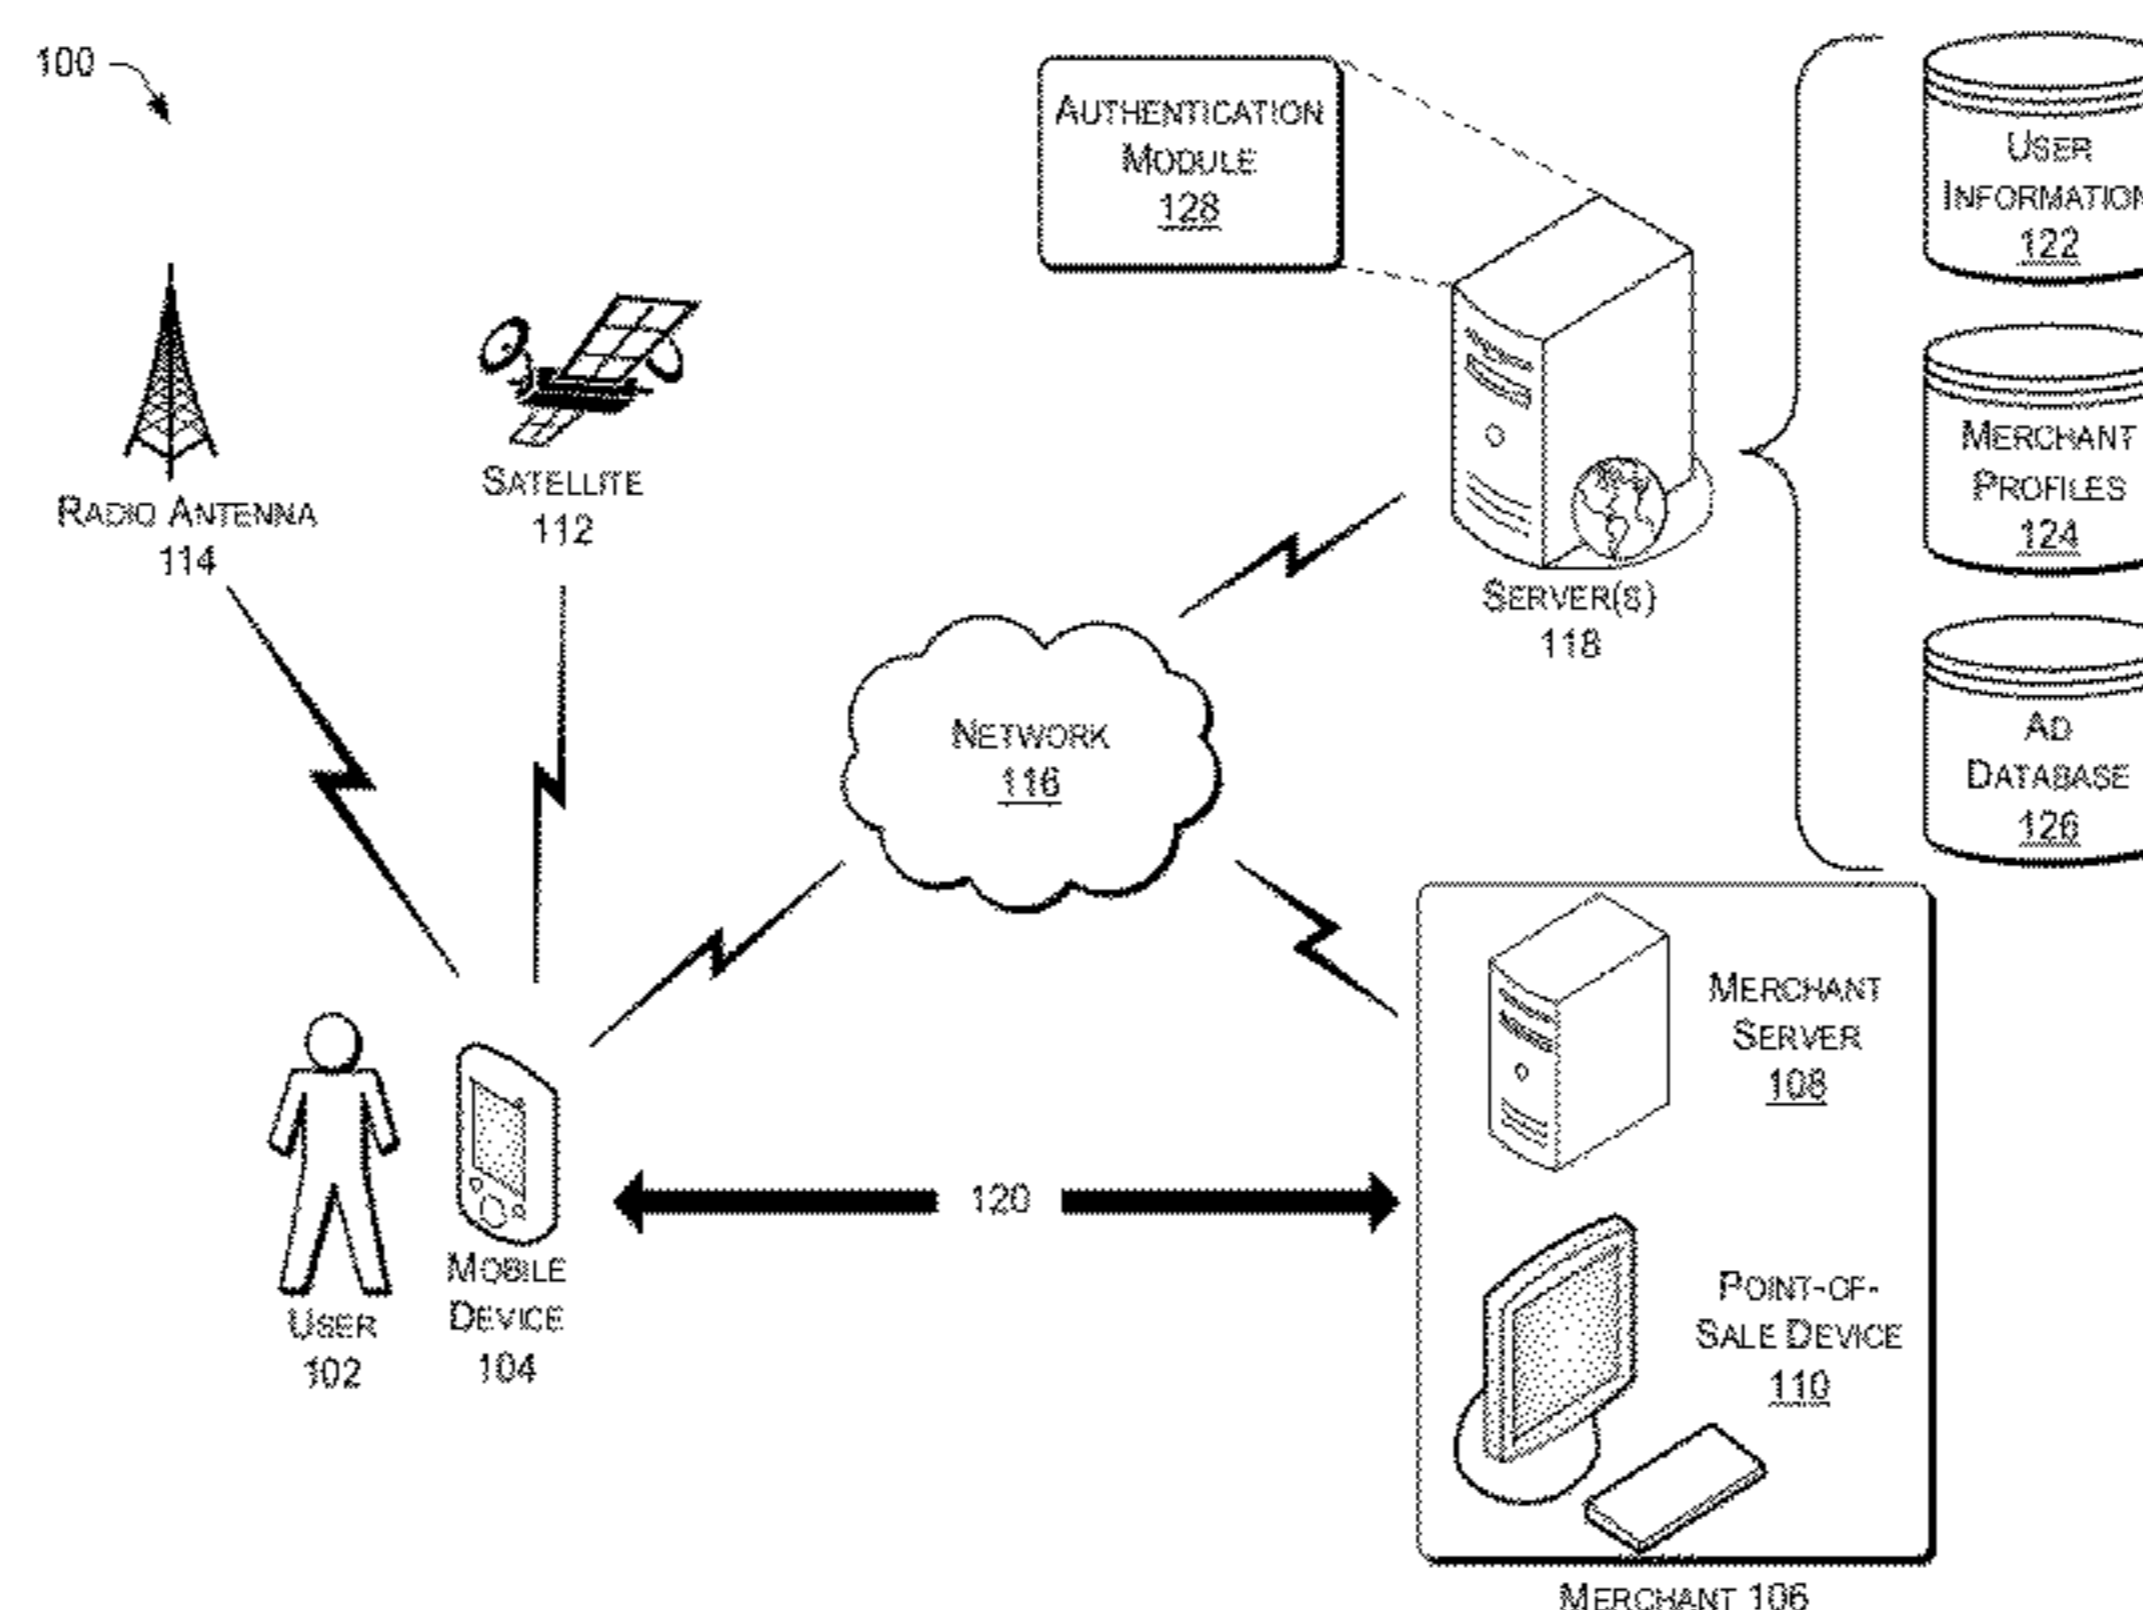 100
AUTHENTICATION
MODULE
128
USER
INFORMATION
122
RADIO ANTENNA
114
SATELLITE
112
MERCHANT
PROFILES
124
SERVER(S)
118
NETWORK
116
AD
DATABASE
126
MERCHANT
SERVER
108
120
USER
102
MOBILE
DEVICE
104
POINT-OF-
SALE DEVICE
110
MERCHANT 106